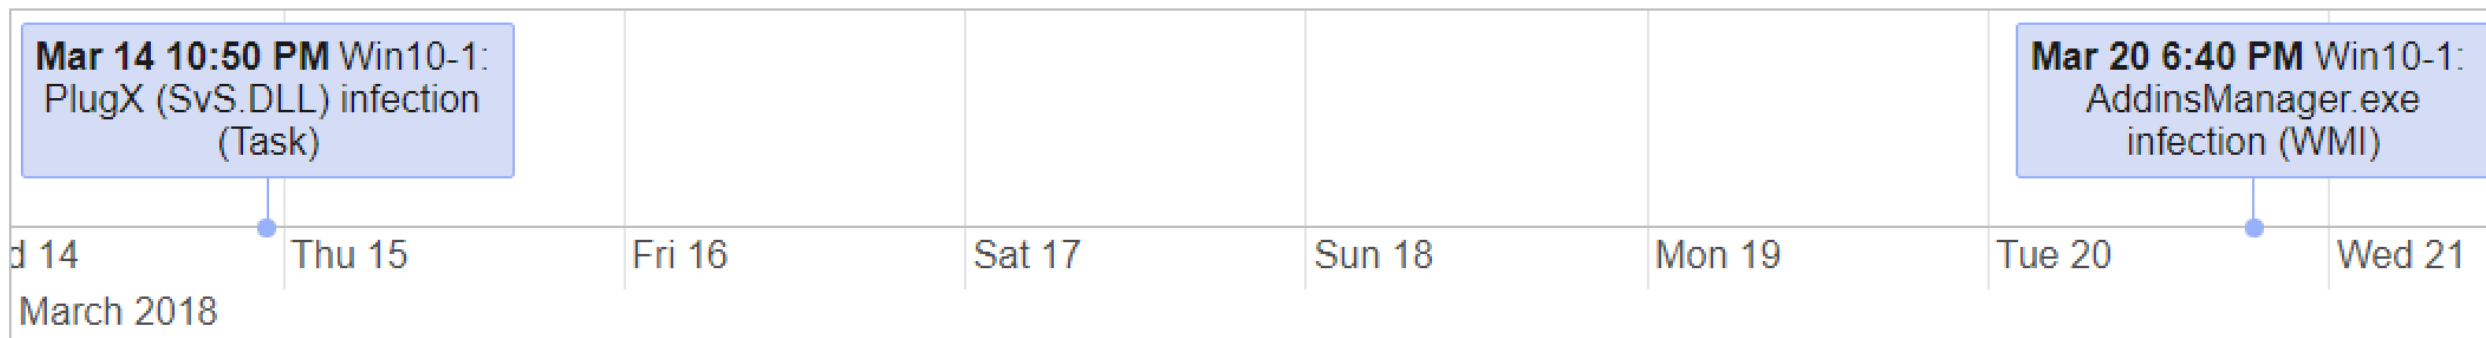 Mar 14 10:50 PM Win10-1:
PlugX (SvS.DLL) infection
(Task)
Mar 20 6:40 PM Win10-1:
AddinsManager.exe
infection (WMI)
d 14 Thu 15 Fri 16 Sat 17 Sun 18 Mon 19 Tue 20 Wed 21
March 2018